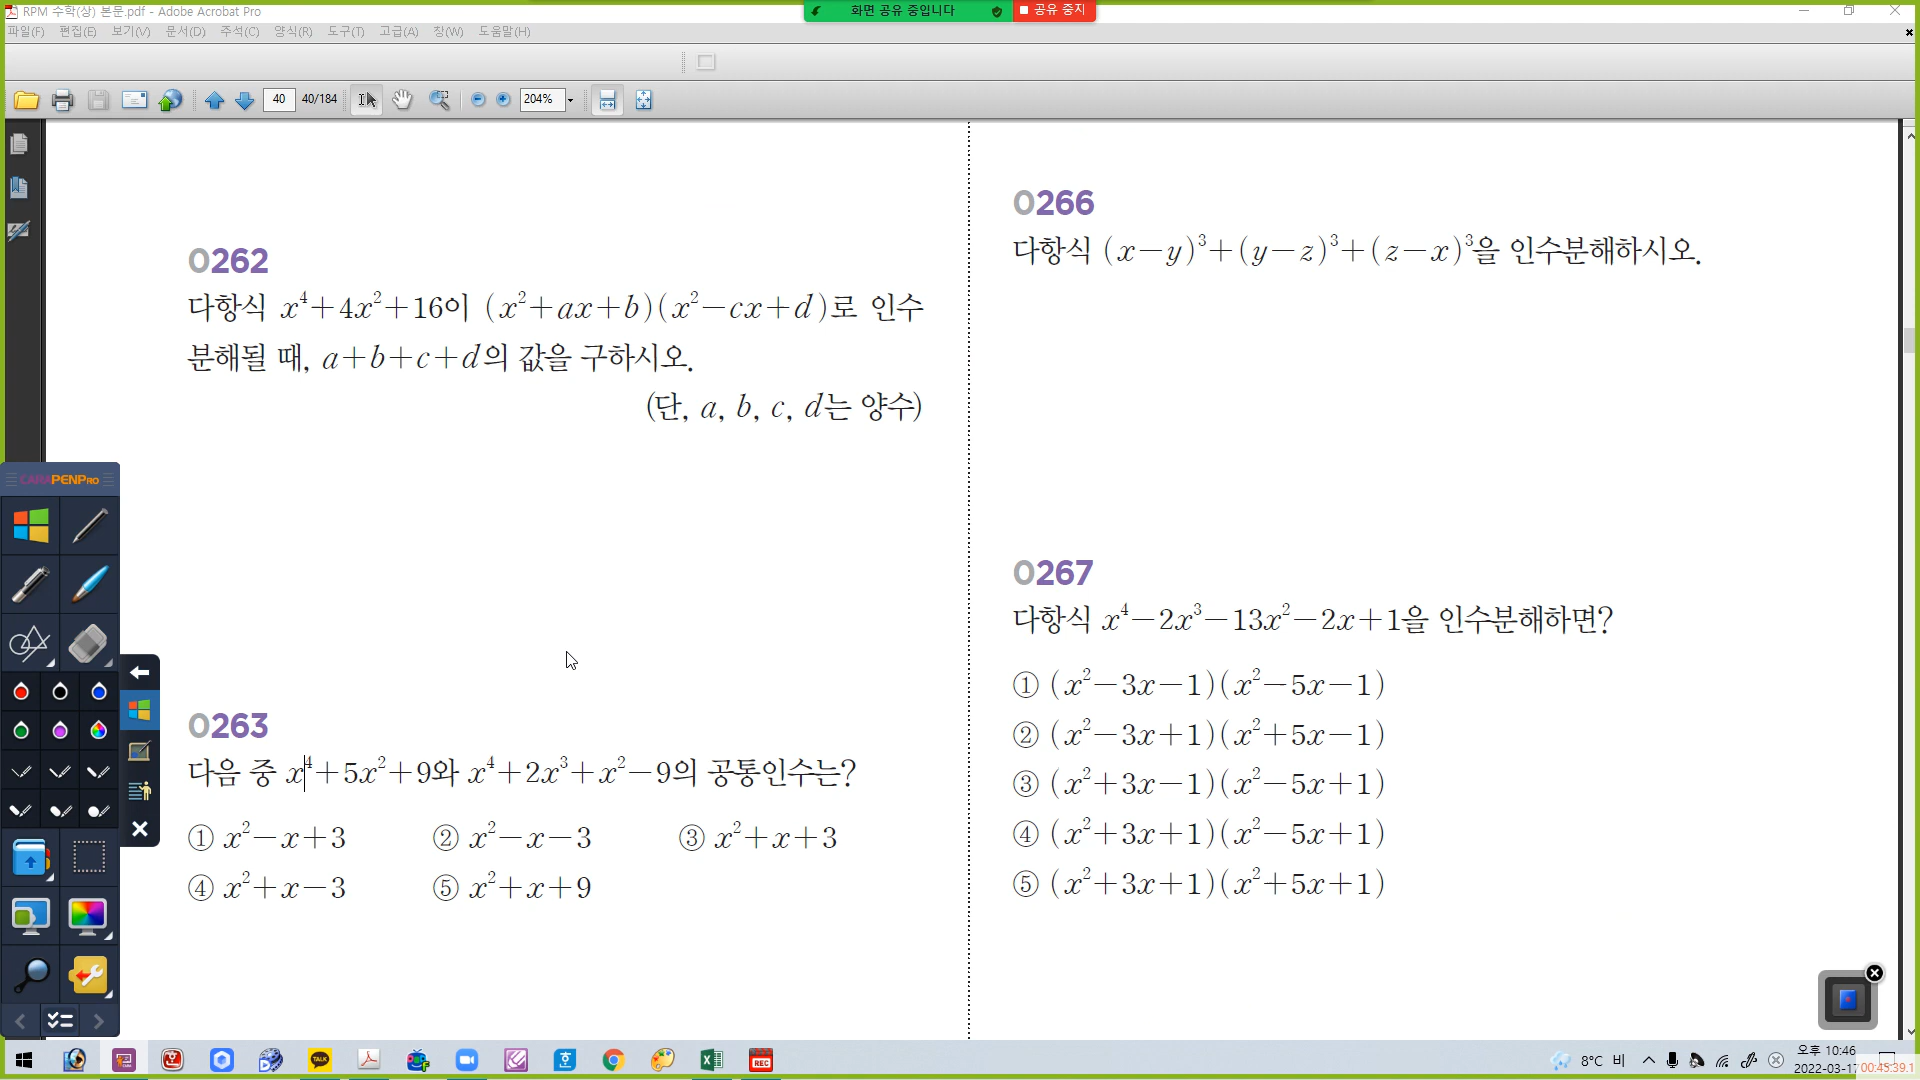 RPM 수학(상) 본문.pdf - Adobe Acrobat Pro
화면 공유 중입니다
공유 중지
파일(F) 편집(E) 보기(V) 문서(D) 주석(C) 양식(R) 도구(T) 고급(A) 창(W) 도움말(H)
40 40/184 204%
0262
다항식 x⁴+4x²+16이 (x²+ax+b)(x²-cx+d)로 인수
분해될 때, a+b+c+d의 값을 구하시오.
(단, a, b, c, d는 양수)
0263
다음 중 x⁴+5x²+9와 x⁴+2x³+x²-9의 공통인수는?
① x²-x+3 ② x²-x-3 ③ x²+x+3
④ x²+x-3 ⑤ x²+x+9
0266
다항식 (x-y)³+(y-z)³+(z-x)³을 인수분해하시오.
0267
다항식 x⁴-2x³-13x²-2x+1을 인수분해하면?
① (x²-3x-1)(x²-5x-1)
② (x²-3x+1)(x²+5x-1)
③ (x²+3x-1)(x²-5x+1)
④ (x²+3x+1)(x²-5x+1)
⑤ (x²+3x+1)(x²+5x+1)
CARAPENPRO
TALK
REC
8°C 비
오후 10:46
2022-03-17
00:45:39.1